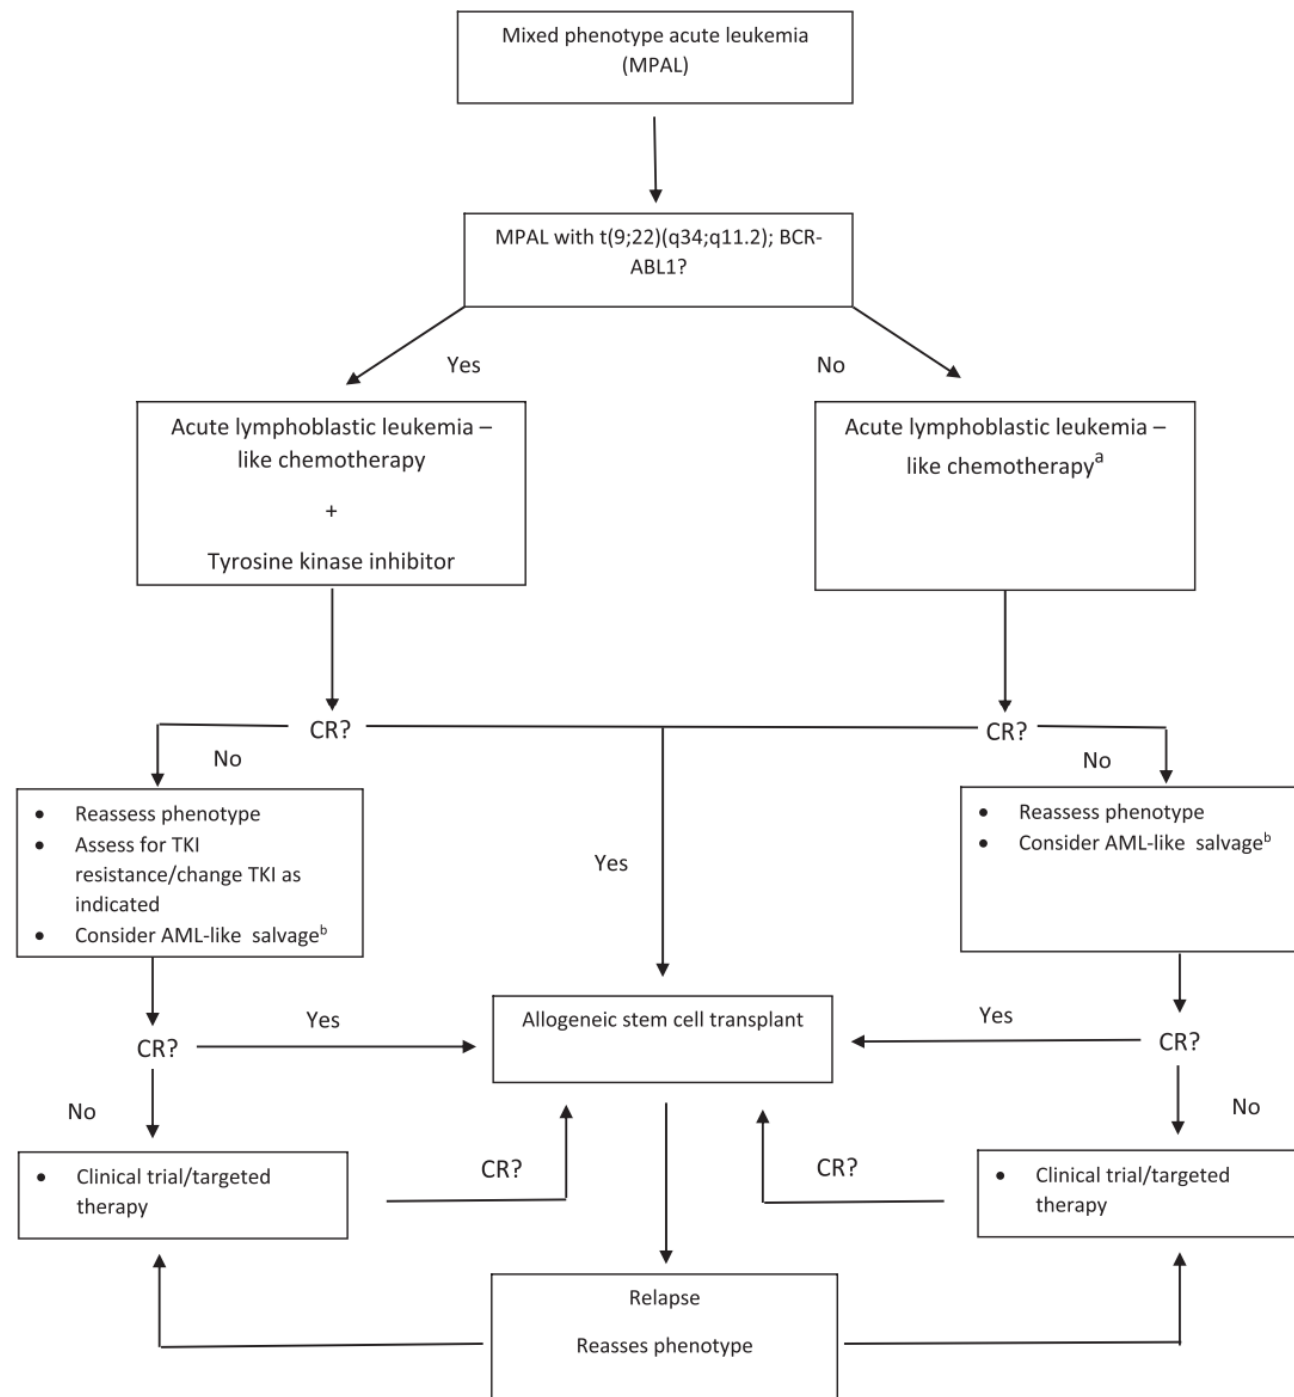 Mixed phenotype acute leukemia
(MPAL)
MPAL with t(9;22)(q34;q11.2); BCR-
ABL1?
Yes
No
Acute lymphoblastic leukemia –
like chemotherapy
+
Tyrosine kinase inhibitor
Acute lymphoblastic leukemia –
like chemotherapyᵃ
CR?
CR?
No
Yes
No
• Reassess phenotype
• Assess for TKI
resistance/change TKI as
indicated
• Consider AML-like salvageᵇ
• Reassess phenotype
• Consider AML-like salvageᵇ
CR?
Yes
Allogeneic stem cell transplant
Yes
CR?
No
No
• Clinical trial/targeted
therapy
CR?
CR?
• Clinical trial/targeted
therapy
Relapse
Reasses phenotype